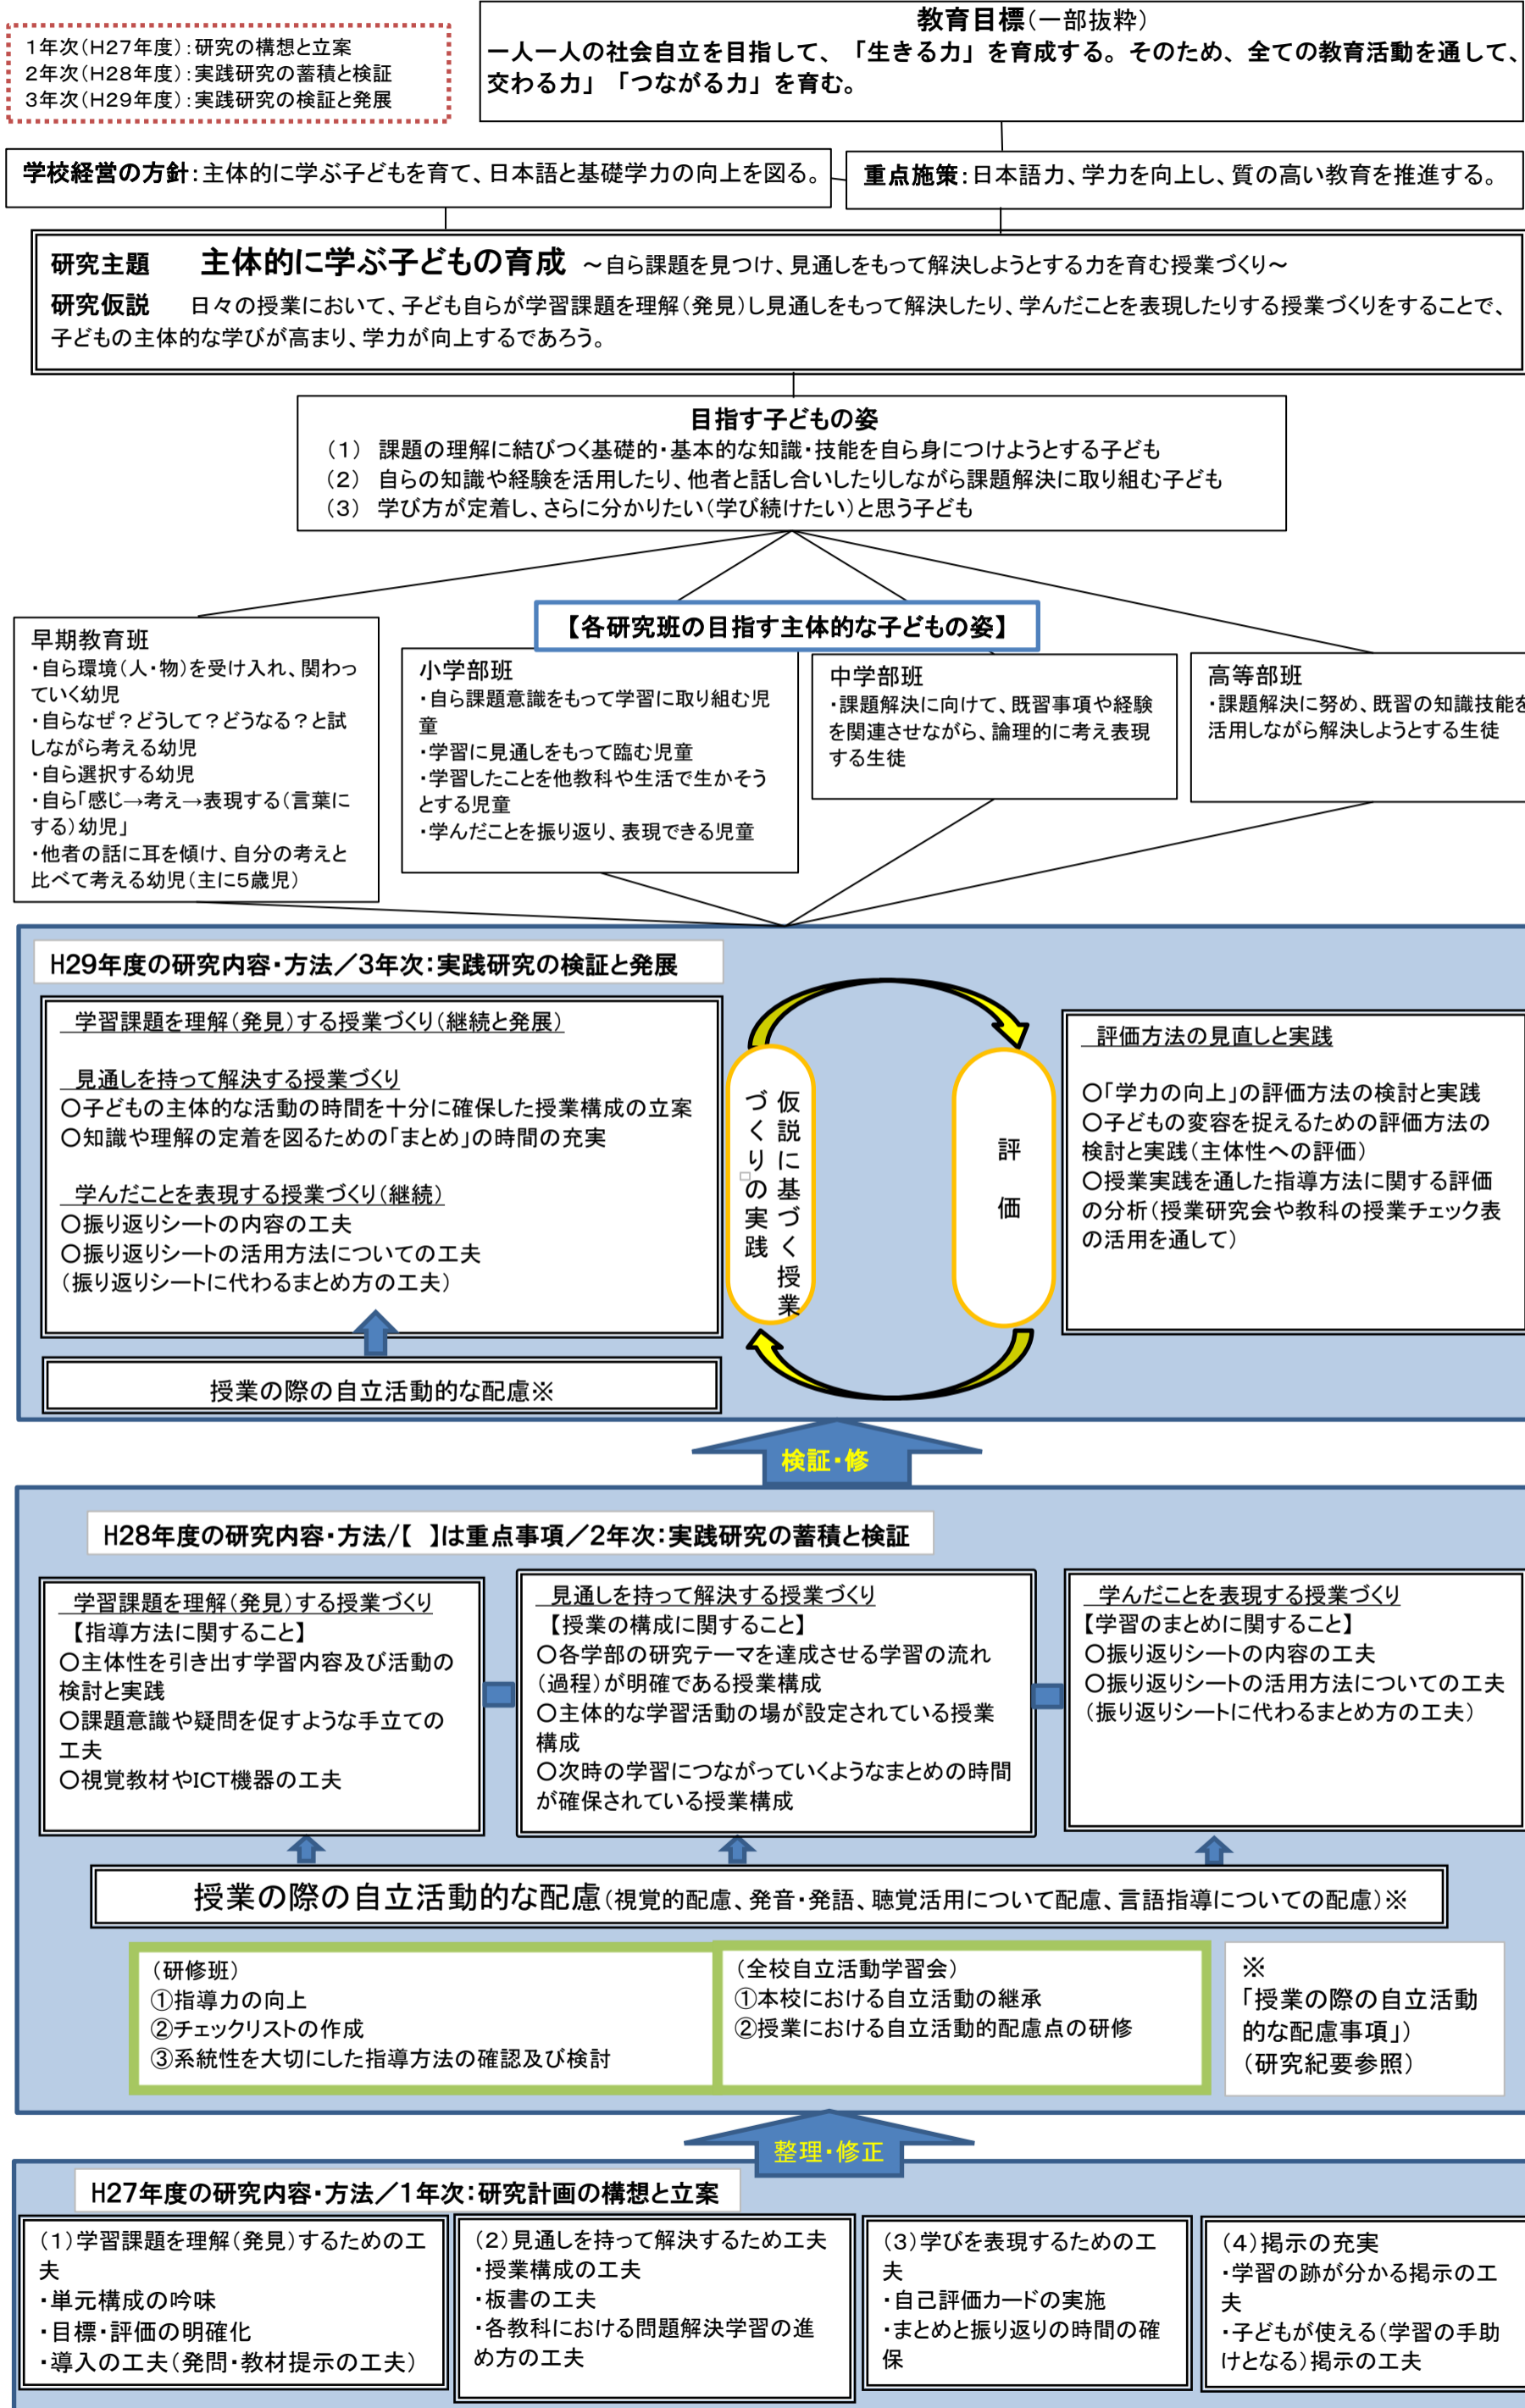 1年次（H27年度）：研究の構想と立案
2年次（H28年度）：実践研究の蓄積と検証
3年次（H29年度）：実践研究の検証と発展
教育目標（一部抜粋）
一人一人の社会自立を目指して、「生きる力」を育成する。そのため、全ての教育活動を通して、
交わる力」「つながる力」を育む。
学校経営の方針：主体的に学ぶ子どもを育て、日本語と基礎学力の向上を図る。
重点施策：日本語力、学力を向上し、質の高い教育を推進する。
研究主題　主体的に学ぶ子どもの育成　～自ら課題を見つけ、見通しをもって解決しようとする力を育む授業づくり～
研究仮説　日々の授業において、子ども自らが学習課題を理解（発見）し見通しをもって解決したり、学んだことを表現したりする授業づくりをすることで、
子どもの主体的な学びが高まり、学力が向上するであろう。
目指す子どもの姿
（1）　課題の理解に結びつく基礎的・基本的な知識・技能を自ら身につけようとする子ども
（2）　自らの知識や経験を活用したり、他者と話し合いしたりしながら課題解決に取り組む子ども
（3）　学び方が定着し、さらに分かりたい（学び続けたい）と思う子ども
【各研究班の目指す主体的な子どもの姿】
早期教育班
・自ら環境（人・物）を受け入れ、関わっ
ていく幼児
・自らなぜ？どうして？どうなる？と試
しながら考える幼児
・自ら選択する幼児
・自ら「感じ→考え→表現する（言葉に
する）幼児」
・他者の話に耳を傾け、自分の考えと
比べて考える幼児（主に5歳児）
小学部班
・自ら課題意識をもって学習に取り組む児
童
・学習に見通しをもって臨む児童
・学習したことを他教科や生活で生かそう
とする児童
・学んだことを振り返り、表現できる児童
中学部班
・課題解決に向けて、既習事項や経験
を関連させながら、論理的に考え表現
する生徒
高等部班
・課題解決に努め、既習の知識技能を
活用しながら解決しようとする生徒
H29年度の研究内容・方法／3年次：実践研究の検証と発展
学習課題を理解（発見）する授業づくり（継続と発展）
見通しを持って解決する授業づくり
○子どもの主体的な活動の時間を十分に確保した授業構成の立案
○知識や理解の定着を図るための「まとめ」の時間の充実
学んだことを表現する授業づくり（継続）
○振り返りシートの内容の工夫
○振り返りシートの活用方法についての工夫
（振り返りシートに代わるまとめ方の工夫）
授業の際の自立活動的な配慮※
仮説に基づく授業
づくりの実践
評　価
評価方法の見直しと実践
○「学力の向上」の評価方法の検討と実践
○子どもの変容を捉えるための評価方法の
検討と実践（主体性への評価）
○授業実践を通した指導方法に関する評価
の分析（授業研究会や教科の授業チェック表
の活用を通して）
検証・修
H28年度の研究内容・方法/【　】は重点事項／2年次：実践研究の蓄積と検証
学習課題を理解（発見）する授業づくり
【指導方法に関すること】
○主体性を引き出す学習内容及び活動の
検討と実践
○課題意識や疑問を促すような手立ての
工夫
○視覚教材やICT機器の工夫
見通しを持って解決する授業づくり
【授業の構成に関すること】
○各学部の研究テーマを達成させる学習の流れ
（過程）が明確である授業構成
○主体的な学習活動の場が設定されている授業
構成
○次時の学習につながっていくようなまとめの時間
が確保されている授業構成
学んだことを表現する授業づくり
【学習のまとめに関すること】
○振り返りシートの内容の工夫
○振り返りシートの活用方法についての工夫
（振り返りシートに代わるまとめ方の工夫）
授業の際の自立活動的な配慮（視覚的配慮、発音・発語、聴覚活用について配慮、言語指導についての配慮）※
（研修班）
①指導力の向上
②チェックリストの作成
③系統性を大切にした指導方法の確認及び検討
（全校自立活動学習会）
①本校における自立活動の継承
②授業における自立活動的配慮点の研修
※
「授業の際の自立活動
的な配慮事項」）
（研究紀要参照）
整理・修正
H27年度の研究内容・方法／1年次：研究計画の構想と立案
（1）学習課題を理解（発見）するための工
夫
・単元構成の吟味
・目標・評価の明確化
・導入の工夫（発問・教材提示の工夫）
（2）見通しを持って解決するため工夫
・授業構成の工夫
・板書の工夫
・各教科における問題解決学習の進
め方の工夫
（3）学びを表現するための工
夫
・自己評価カードの実施
・まとめと振り返りの時間の確
保
（4）掲示の充実
・学習の跡が分かる掲示の工
夫
・子どもが使える（学習の手助
けとなる）掲示の工夫